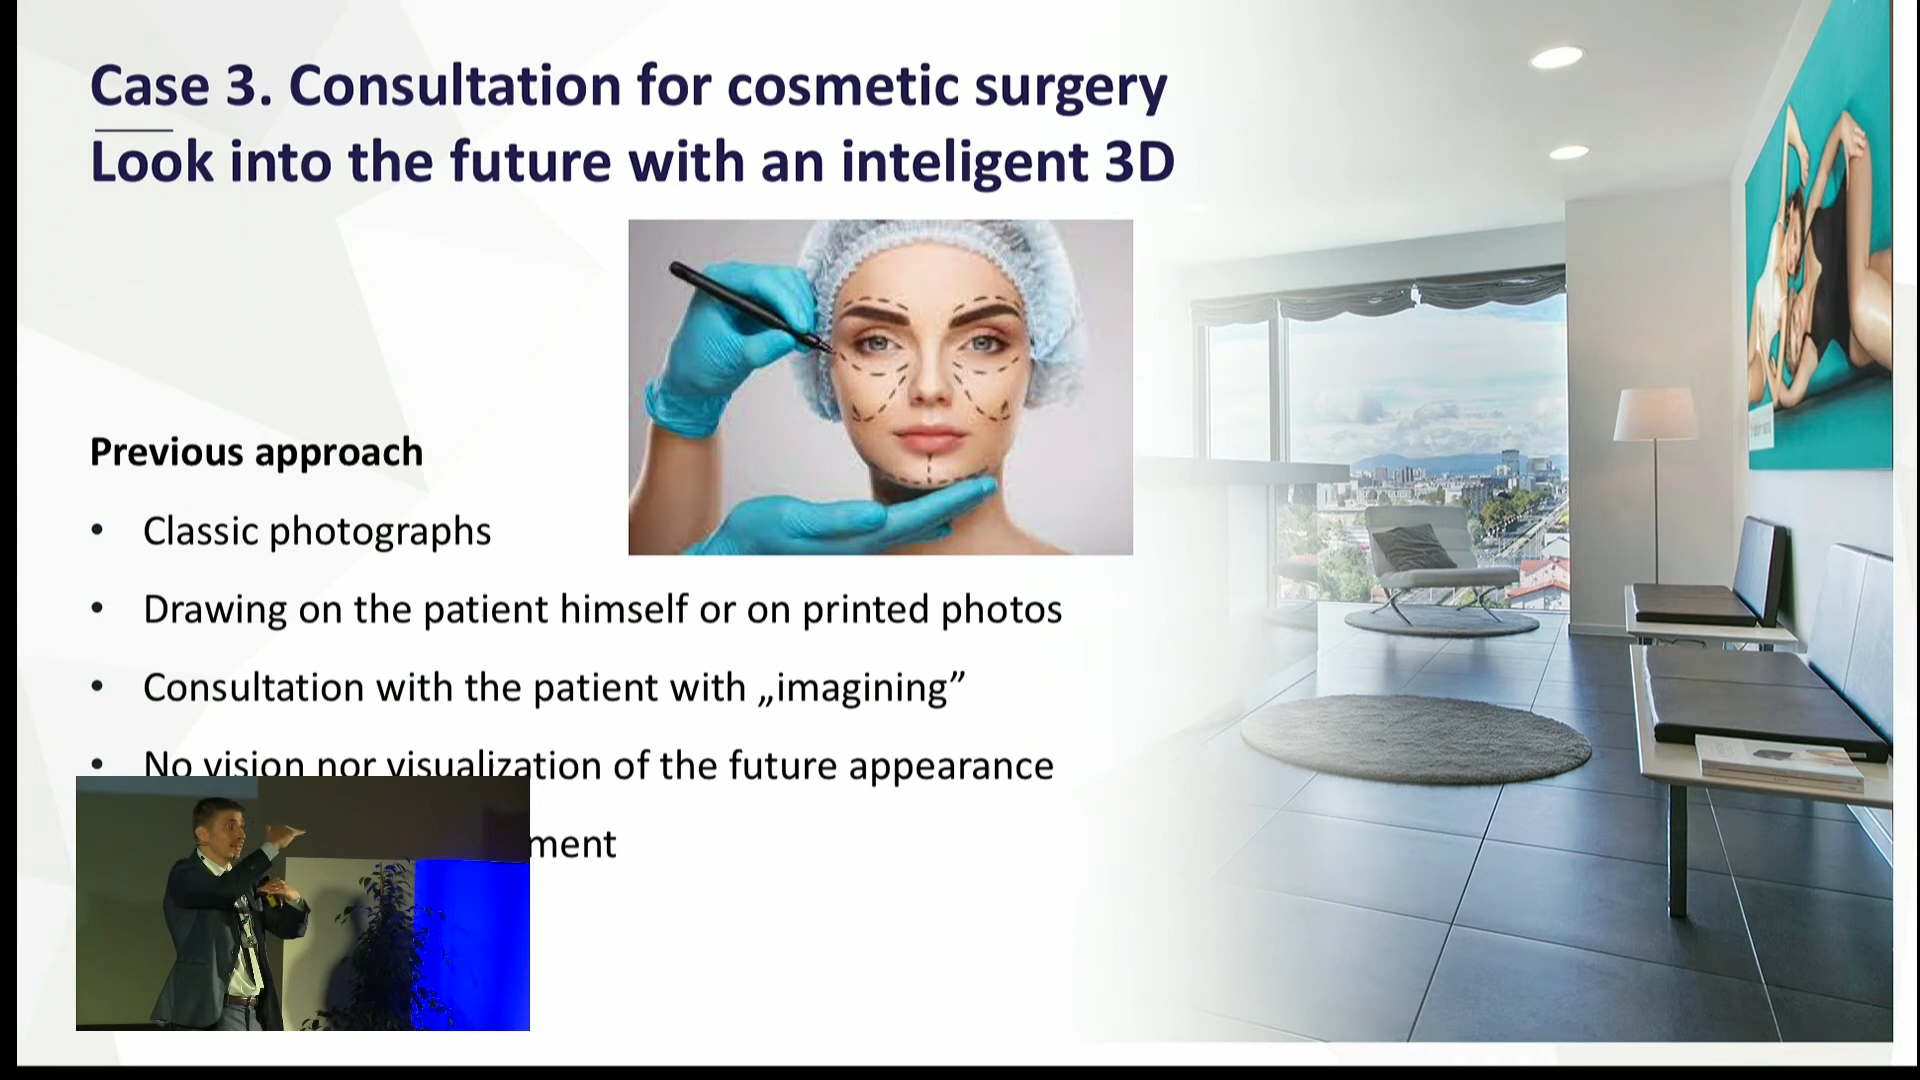 Case 3. Consultation for cosmetic surgery
Look into the future with an inteligent 3D
Previous approach
• Classic photographs
• Drawing on the patient himself or on printed photos
• Consultation with the patient with „imagining”
• No vision nor visualization of the future appearance
ment